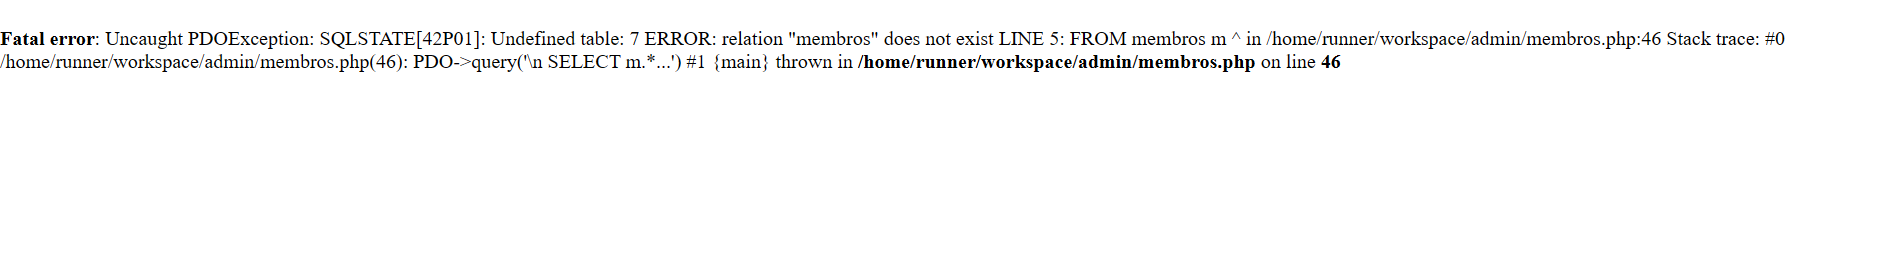 Fatal error: Uncaught PDOException: SQLSTATE[42P01]: Undefined table: 7 ERROR: relation "membros" does not exist LINE 5: FROM membros m ^ in /home/runner/workspace/admin/membros.php:46 Stack trace: #0
/home/runner/workspace/admin/membros.php(46): PDO->query('\n SELECT m.*...') #1 {main} thrown in /home/runner/workspace/admin/membros.php on line 46